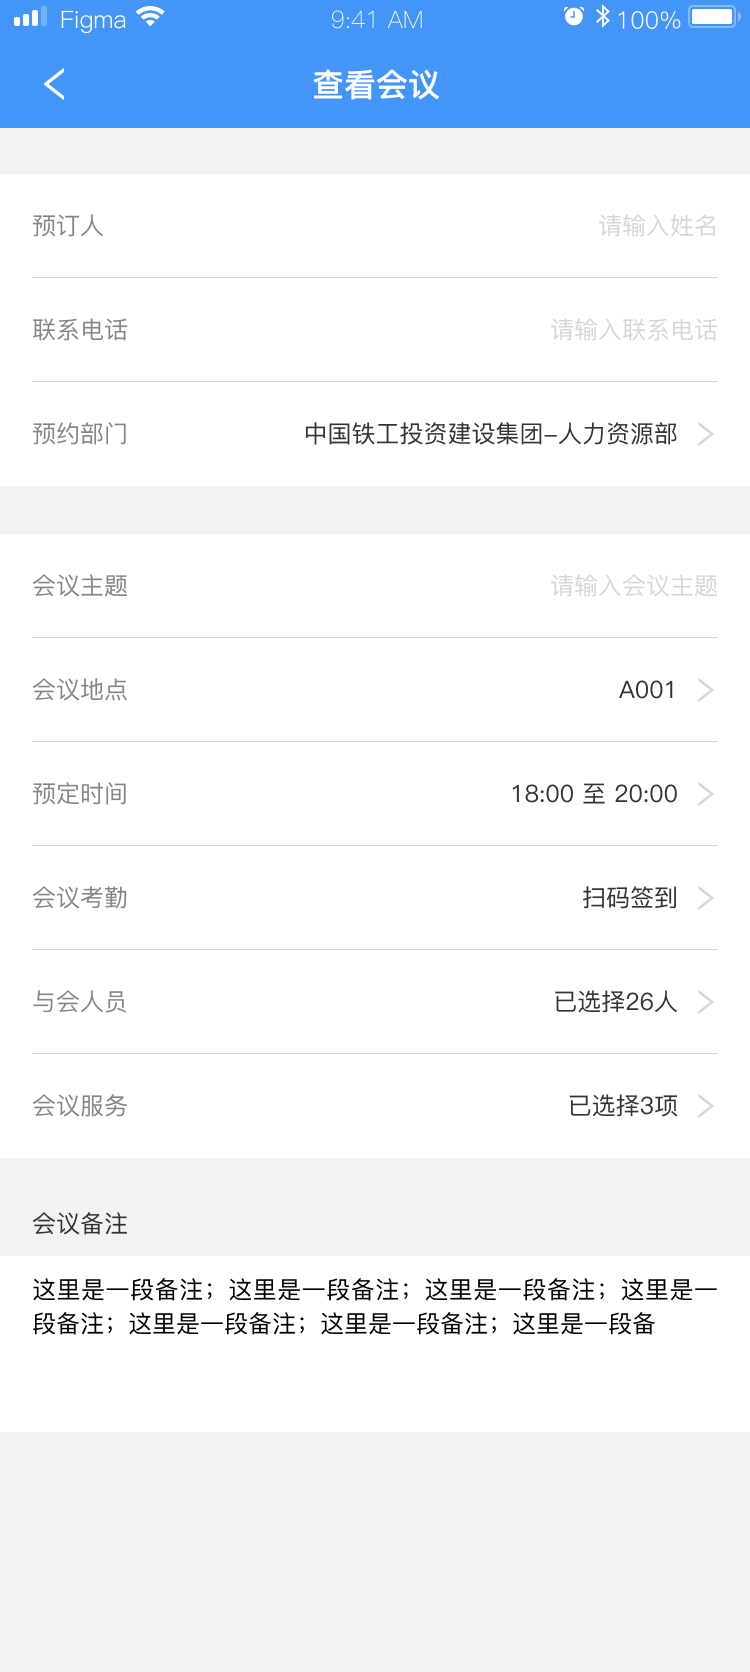 Figma 9:41 AM 100%
查看会议
预订人 请输入姓名
联系电话 请输入联系电话
预约部门 中国铁工投资建设集团-人力资源部
会议主题 请输入会议主题
会议地点 A001
预定时间 18:00 至 20:00
会议考勤 扫码签到
与会人员 已选择26人
会议服务 已选择3项
会议备注
这里是一段备注；这里是一段备注；这里是一段备注；这里是一
段备注；这里是一段备注；这里是一段备注；这里是一段备